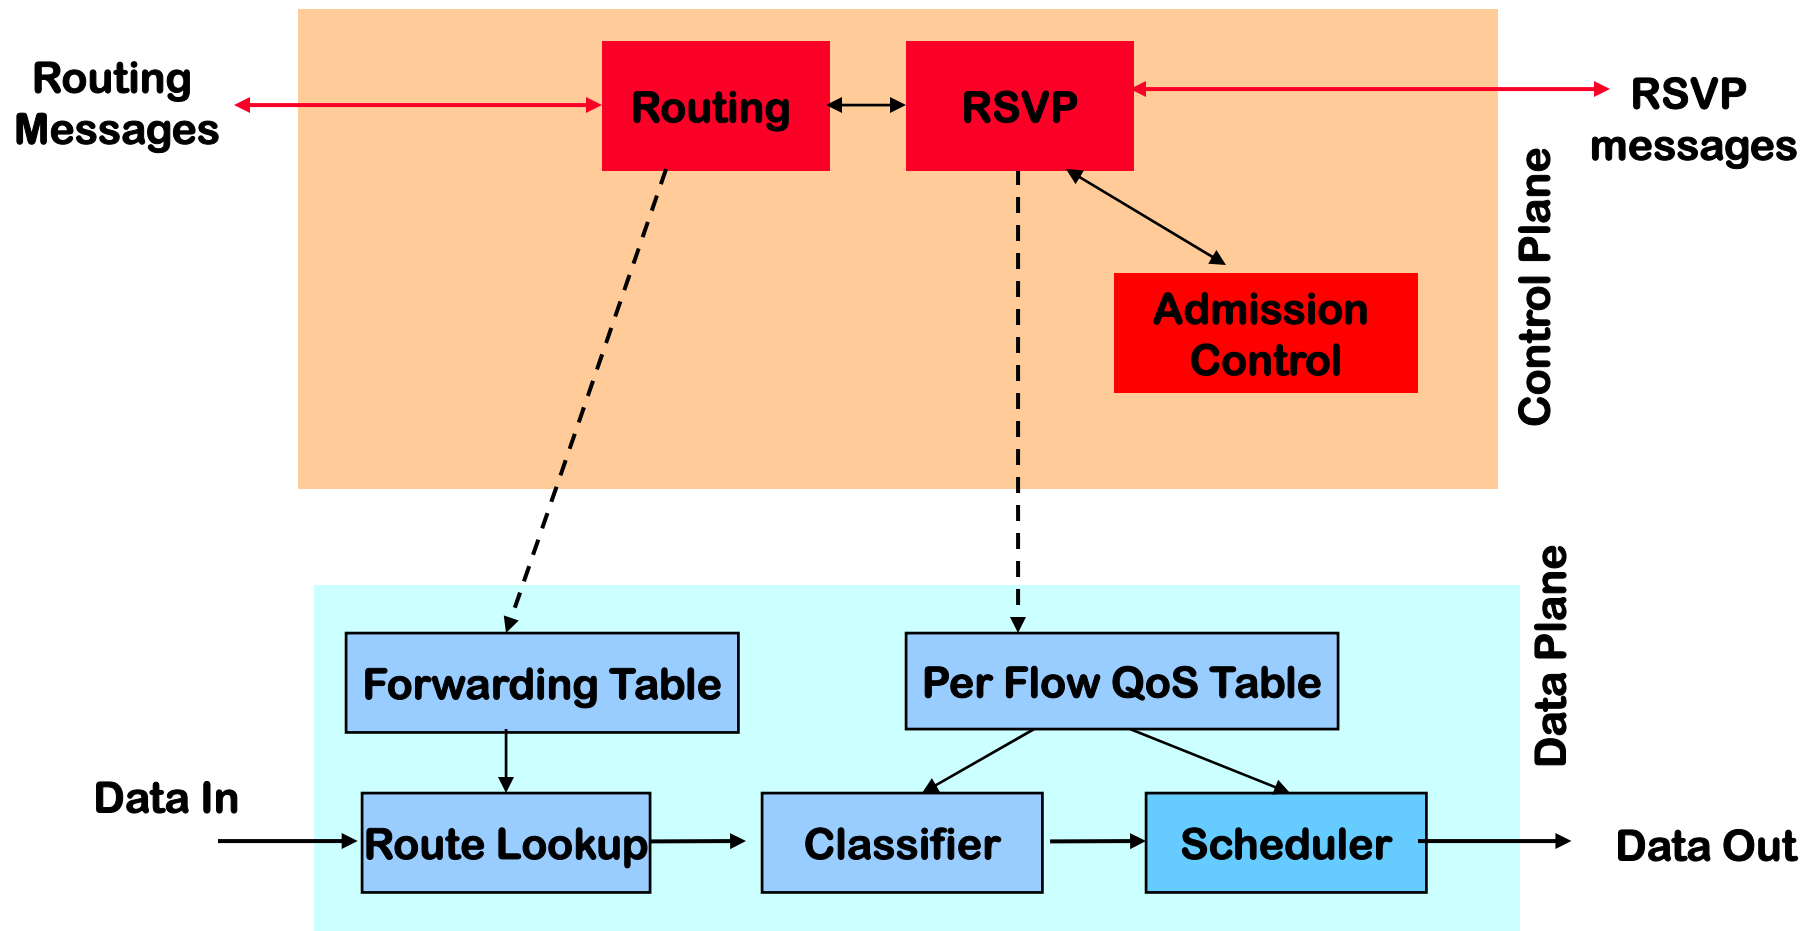 Routing
Messages
Routing
RSVP
RSVP
messages
Admission
Control
Control Plane
Data Plane
Forwarding Table
Per Flow QoS Table
Data In
Route Lookup
Classifier
Scheduler
Data Out